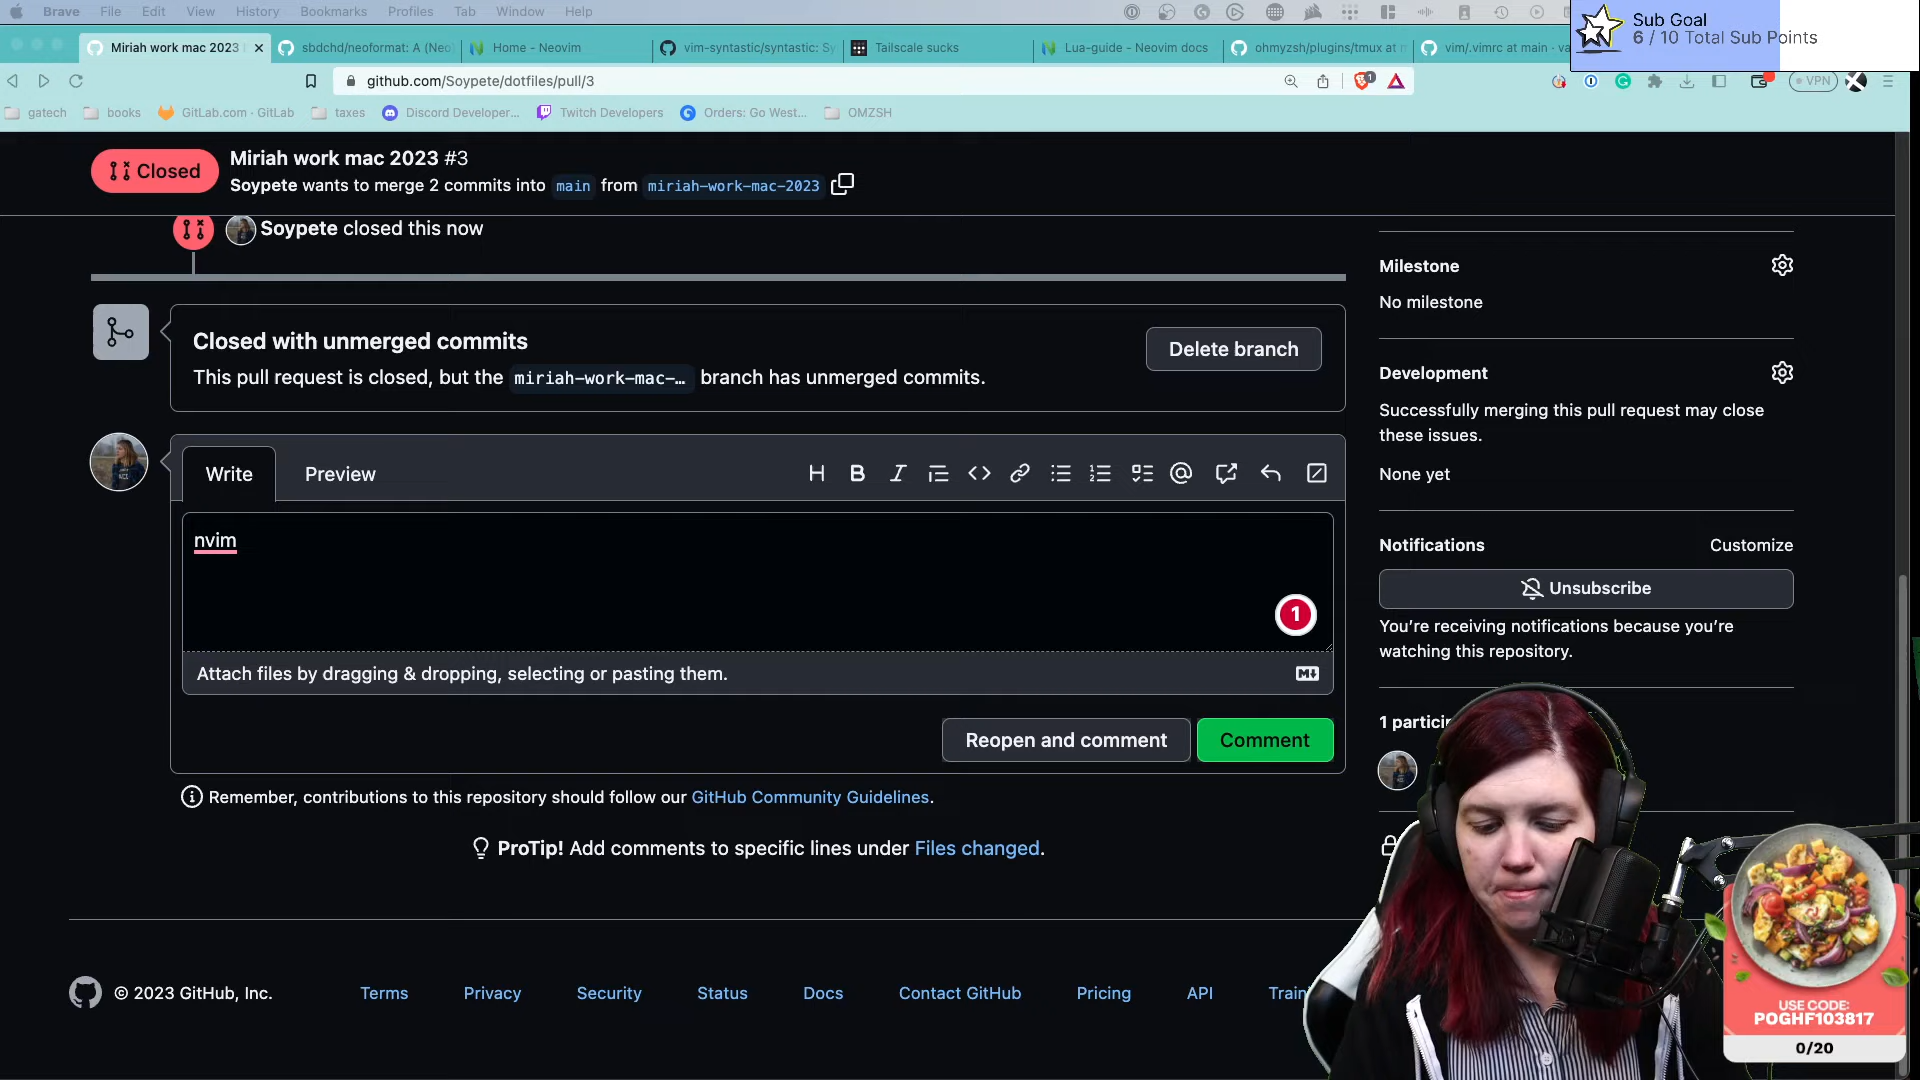 Brave File Edit View History Bookmarks Profiles Tab Window Help
Sub Goal
6 / 10 Total Sub Points
Miriah work mac 2023
sbdchd/neoformat: A (Neo
Home - Neovim
vim-syntastic/syntastic: Sy
Tailscale sucks
Lua-guide - Neovim docs
ohmyzsh/plugins/tmux at m
vim/.vimrc at main · va
github.com/Soypete/dotfiles/pull/3
1
VPN
gatech
books
GitLab.com · GitLab
taxes
Discord Developer...
Twitch Developers
Orders: Go West...
OMZSH
Closed
Miriah work mac 2023 #3
Soypete wants to merge 2 commits into main from miriah-work-mac-2023
Soypete closed this now
Closed with unmerged commits
This pull request is closed, but the miriah-work-mac-… branch has unmerged commits.
Delete branch
Write
Preview
nvim
1
Attach files by dragging & dropping, selecting or pasting them.
Reopen and comment
Comment
Remember, contributions to this repository should follow our GitHub Community Guidelines.
ProTip! Add comments to specific lines under Files changed.
Milestone
No milestone
Development
Successfully merging this pull request may close
these issues.
None yet
Notifications
Customize
Unsubscribe
You're receiving notifications because you're
watching this repository.
1 partici
© 2023 GitHub, Inc.
Terms
Privacy
Security
Status
Docs
Contact GitHub
Pricing
API
Traini
USE CODE:
POGHF103817
0/20